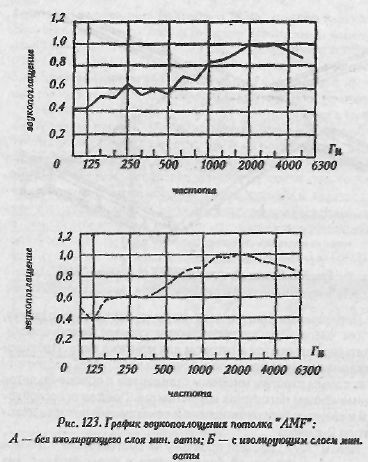 1,2
1,0
0,8
0,6
0,4
0,2
звукопоглащение
0 125 250 500 1000 2000 4000 6300
Гц
частота
1,2
1,0
0,8
0,6
0,4
0,2
звукопоглащение
0 125 250 500 1000 2000 4000 6300
Гц
частота
Рис. 123. График звукопоглощения потолка "AMF":
А — без изолирующего слоя мин. ваты; Б — с изолирующим слоем мин.
ваты